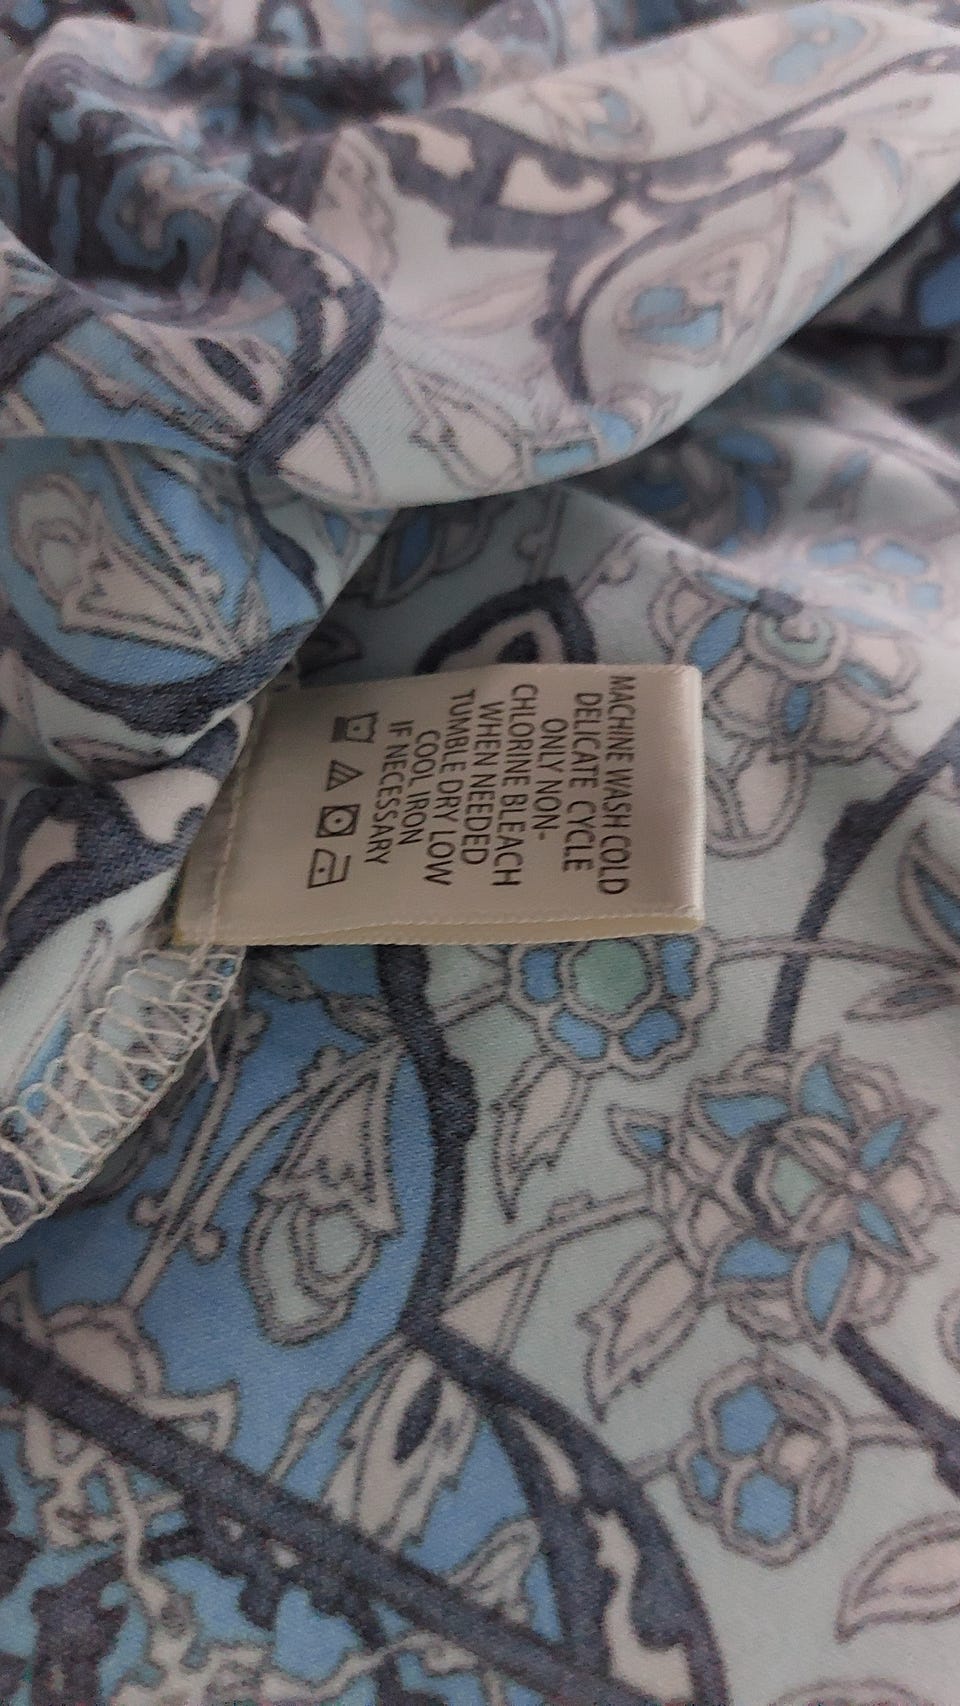 MACHINE WASH COLD
DELICATE CYCLE
ONLY NON-
CHLORINE BLEACH
WHEN NEEDED
TUMBLE DRY LOW
COOL IRON
IF NECESSARY